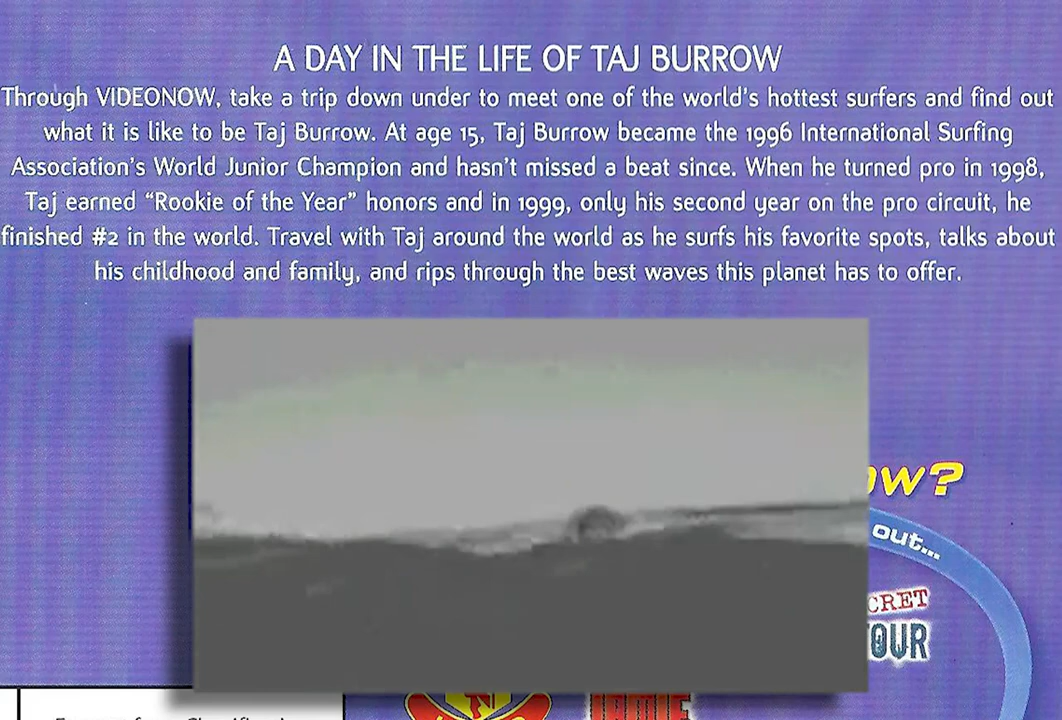 A DAY IN THE LIFE OF TAJ BURROW
Through VIDEONOW, take a trip down under to meet one of the world's hottest surfers and find out
what it is like to be Taj Burrow. At age 15, Taj Burrow became the 1996 International Surfing
Association's World Junior Champion and hasn't missed a beat since. When he turned pro in 1998,
Taj earned “Rookie of the Year” honors and in 1999, only his second year on the pro circuit, he
finished #2 in the world. Travel with Taj around the world as he surfs his favorite spots, talks about
his childhood and family, and rips through the best waves this planet has to offer.
OW?
out...
CRET
OUR
JAMIE